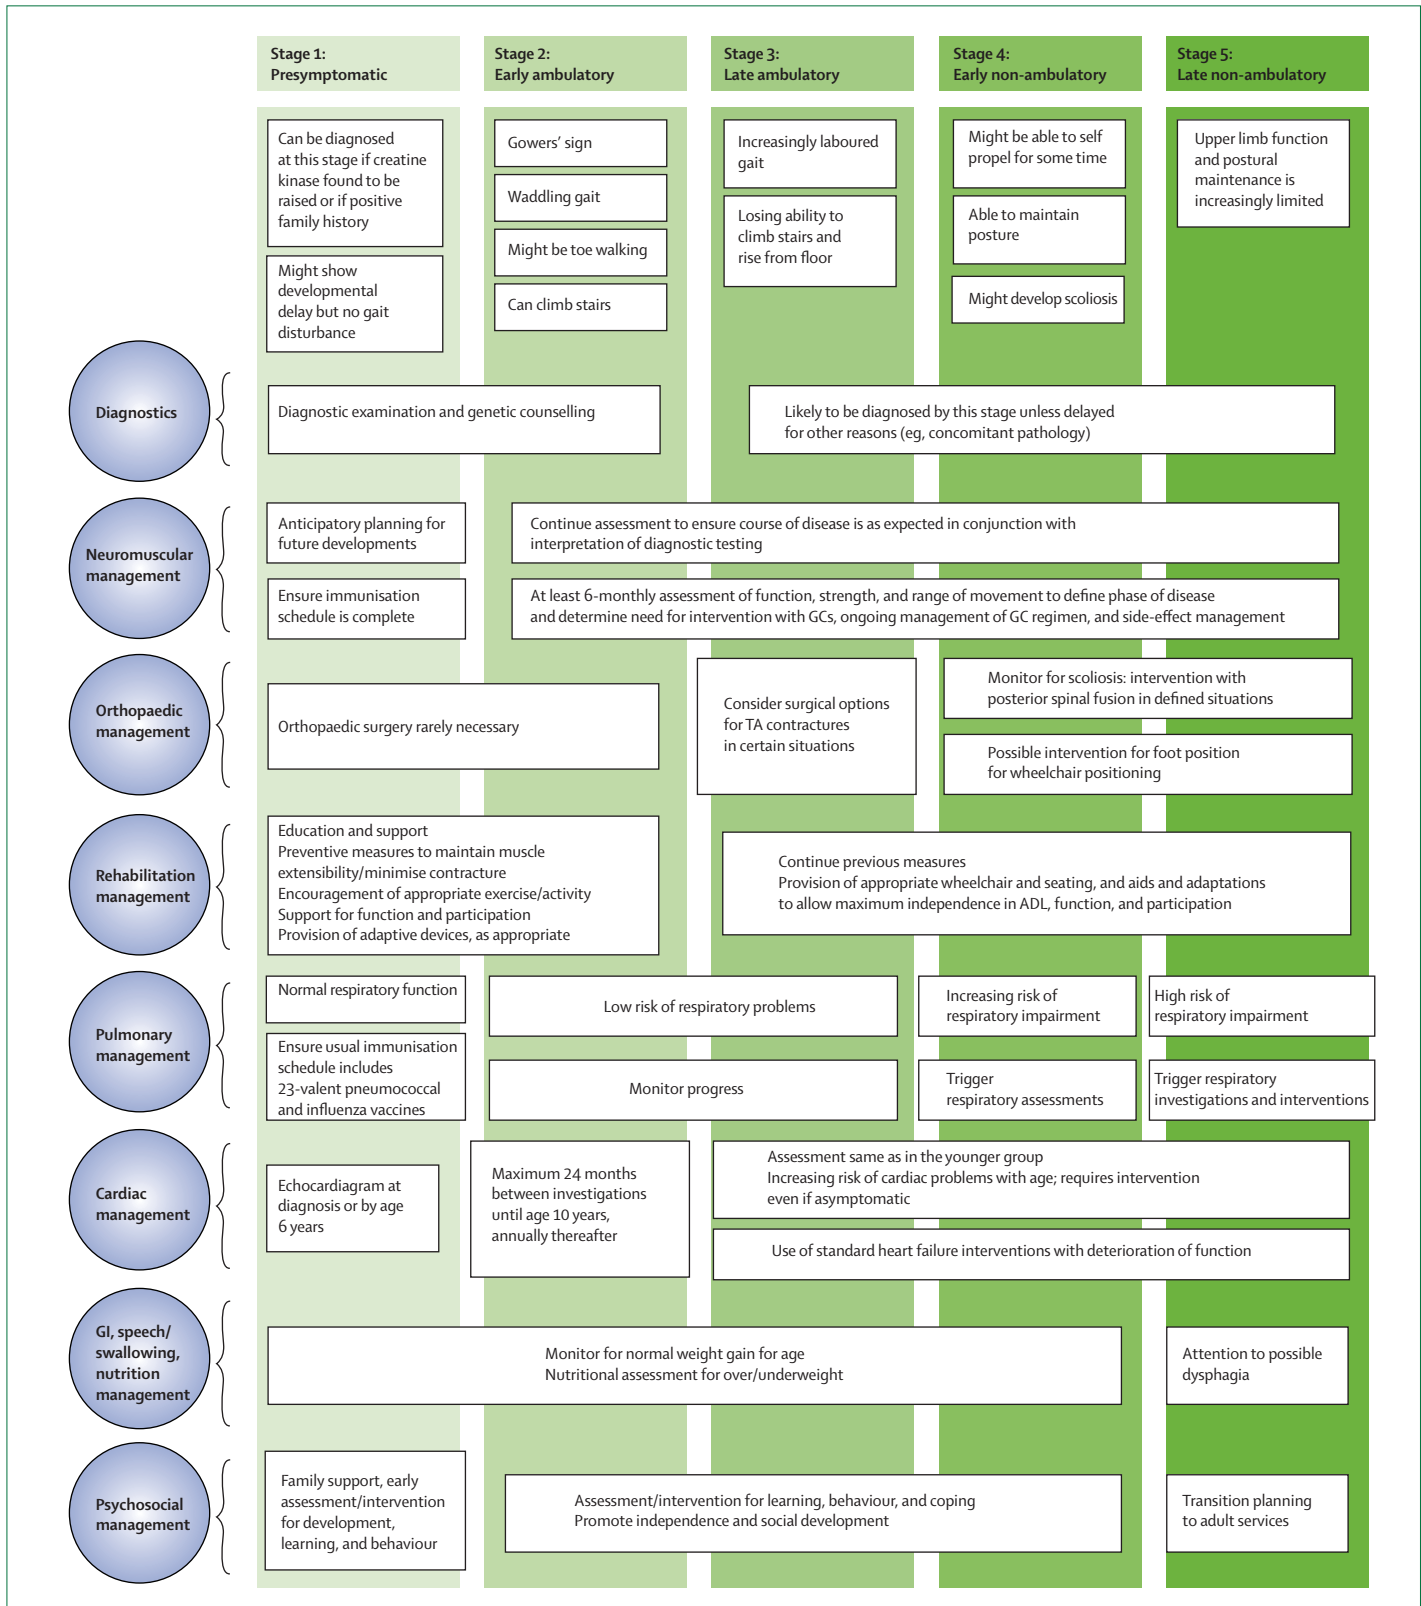 Stage 1:
Presymptomatic
Stage 2:
Early ambulatory
Stage 3:
Late ambulatory
Stage 4:
Early non-ambulatory
Stage 5:
Late non-ambulatory
Can be diagnosed
at this stage if creatine
kinase found to be
raised or if positive
family history
Might show
developmental
delay but no gait
disturbance
Gowers’ sign
Waddling gait
Might be toe walking
Can climb stairs
Increasingly laboured
gait
Losing ability to
climb stairs and
rise from floor
Might be able to self
propel for some time
Able to maintain
posture
Might develop scoliosis
Upper limb function
and postural
maintenance is
increasingly limited
Diagnostics
Diagnostic examination and genetic counselling
Likely to be diagnosed by this stage unless delayed
for other reasons (eg, concomitant pathology)
Neuromuscular
management
Anticipatory planning for
future developments
Ensure immunisation
schedule is complete
Continue assessment to ensure course of disease is as expected in conjunction with
interpretation of diagnostic testing
At least 6-monthly assessment of function, strength, and range of movement to define phase of disease
and determine need for intervention with GCs, ongoing management of GC regimen, and side-effect management
Orthopaedic
management
Orthopaedic surgery rarely necessary
Consider surgical options
for TA contractures
in certain situations
Monitor for scoliosis: intervention with
posterior spinal fusion in defined situations
Possible intervention for foot position
for wheelchair positioning
Rehabilitation
management
Education and support
Preventive measures to maintain muscle
extensibility/minimise contracture
Encouragement of appropriate exercise/activity
Support for function and participation
Provision of adaptive devices, as appropriate
Continue previous measures
Provision of appropriate wheelchair and seating, and aids and adaptations
to allow maximum independence in ADL, function, and participation
Pulmonary
management
Normal respiratory function
Ensure usual immunisation
schedule includes
23-valent pneumococcal
and influenza vaccines
Low risk of respiratory problems
Monitor progress
Increasing risk of
respiratory impairment
Trigger
respiratory assessments
High risk of
respiratory impairment
Trigger respiratory
investigations and interventions
Cardiac
management
Echocardiagram at
diagnosis or by age
6 years
Maximum 24 months
between investigations
until age 10 years,
annually thereafter
Assessment same as in the younger group
Increasing risk of cardiac problems with age; requires intervention
even if asymptomatic
Use of standard heart failure interventions with deterioration of function
GI, speech/
swallowing,
nutrition
management
Monitor for normal weight gain for age
Nutritional assessment for over/underweight
Attention to possible
dysphagia
Psychosocial
management
Family support, early
assessment/intervention
for development,
learning, and behaviour
Assessment/intervention for learning, behaviour, and coping
Promote independence and social development
Transition planning
to adult services